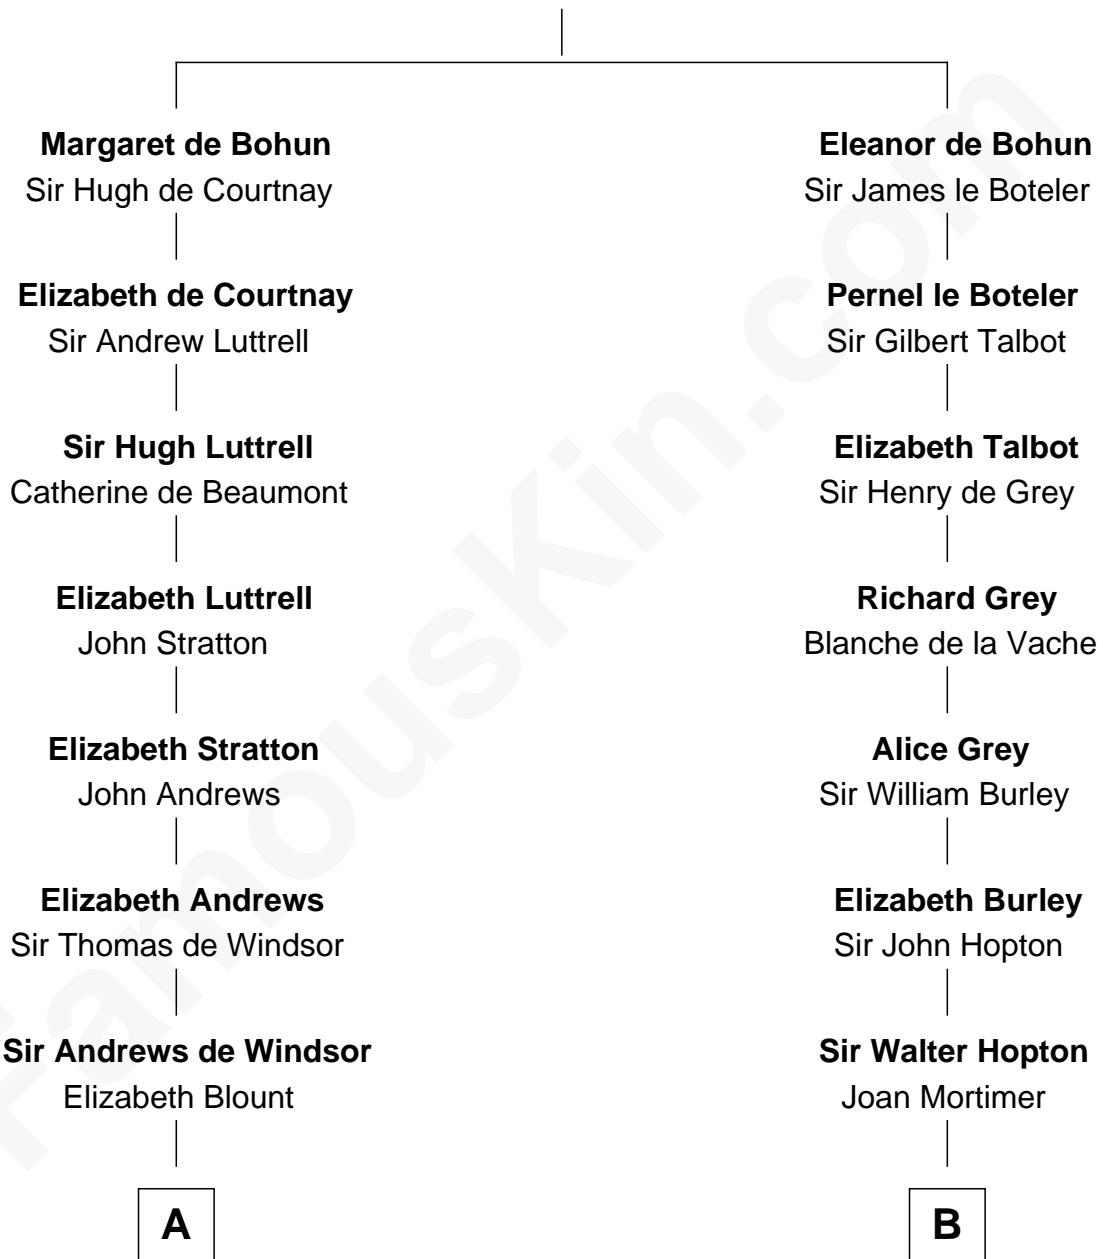 Margaret de Bohun
Sir Hugh de Courtnay
Eleanor de Bohun
Sir James le Boteler
Elizabeth de Courtnay
Sir Andrew Luttrell
Pernel le Boteler
Sir Gilbert Talbot
Sir Hugh Luttrell
Catherine de Beaumont
Elizabeth Talbot
Sir Henry de Grey
Elizabeth Luttrell
John Stratton
Richard Grey
Blanche de la Vache
Elizabeth Stratton
John Andrews
Alice Grey
Sir William Burley
Elizabeth Andrews
Sir Thomas de Windsor
Elizabeth Burley
Sir John Hopton
Sir Andrews de Windsor
Elizabeth Blount
Sir Walter Hopton
Joan Mortimer
A
B
FamousKin.com